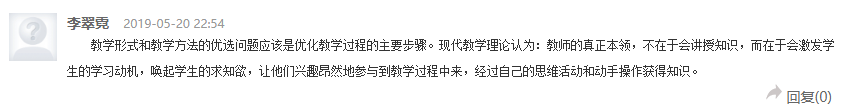 李翠霓 2019-05-20 22:54
教学形式和教学方法的优选问题应该是优化教学过程的主要步骤。现代教学理论认为：教师的真正本领，不在于会讲授知识，而在于会激发学
生的学习动机，唤起学生的求知欲，让他们兴趣昂然地参与到教学过程中来，经过自己的思维活动和动手操作获得知识。
回复(0)